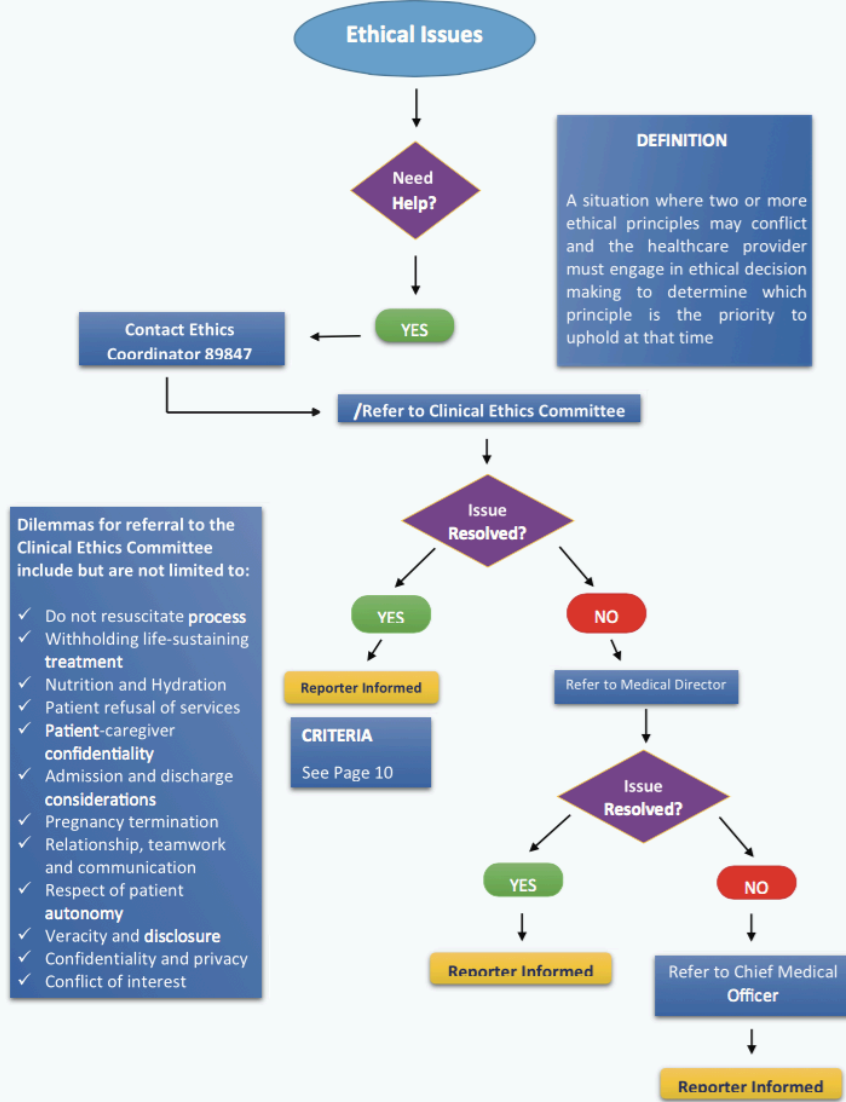 Ethical Issues
Need
Help?
DEFINITION
A situation where two or more
ethical principles may conflict
and the healthcare provider
must engage in ethical decision
making to determine which
principle is the priority to
uphold at that time
YES
Contact Ethics
Coordinator 89847
/Refer to Clinical Ethics Committee
Issue
Resolved?
Dilemmas for referral to the
Clinical Ethics Committee
include but are not limited to:
✓ Do not resuscitate process
✓ Withholding life-sustaining
treatment
✓ Nutrition and Hydration
✓ Patient refusal of services
✓ Patient-caregiver
confidentiality
✓ Admission and discharge
considerations
✓ Pregnancy termination
✓ Relationship, teamwork
and communication
✓ Respect of patient
autonomy
✓ Veracity and disclosure
✓ Confidentiality and privacy
✓ Conflict of interest
YES
NO
Reporter Informed
Refer to Medical Director
CRITERIA
See Page 10
Issue
Resolved?
YES
NO
Reporter Informed
Refer to Chief Medical
Officer
Reporter Informed